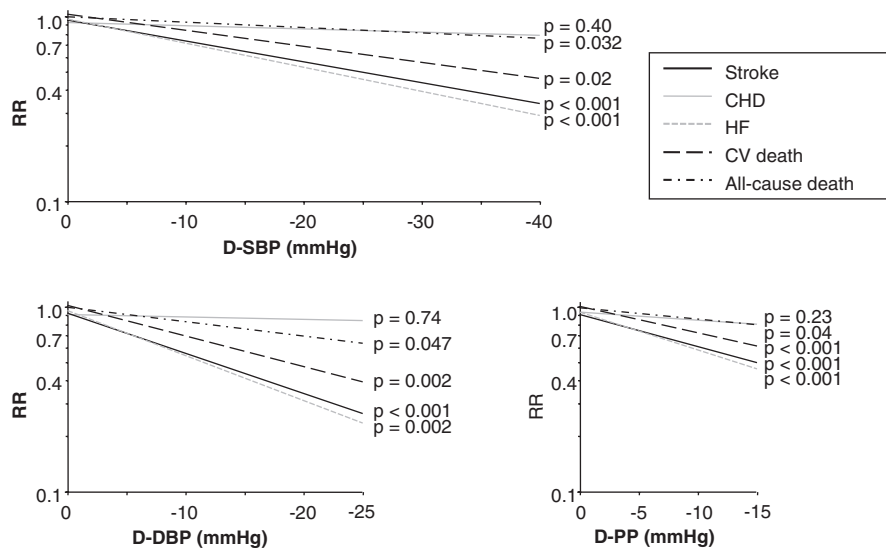 1.0
0.7
0.4
0.1
RR
0
-10
-20
-30
-40
D-SBP (mmHg)
p = 0.40
p = 0.032
p = 0.02
p < 0.001
p < 0.001
Stroke
CHD
HF
CV death
All-cause death
1.0
0.7
0.4
0.1
RR
0
-10
-20
-25
D-DBP (mmHg)
p = 0.74
p = 0.047
p = 0.002
p < 0.001
p = 0.002
1.0
0.7
0.4
0.1
RR
0
-5
-10
-15
D-PP (mmHg)
p = 0.23
p = 0.04
p < 0.001
p < 0.001
p < 0.001